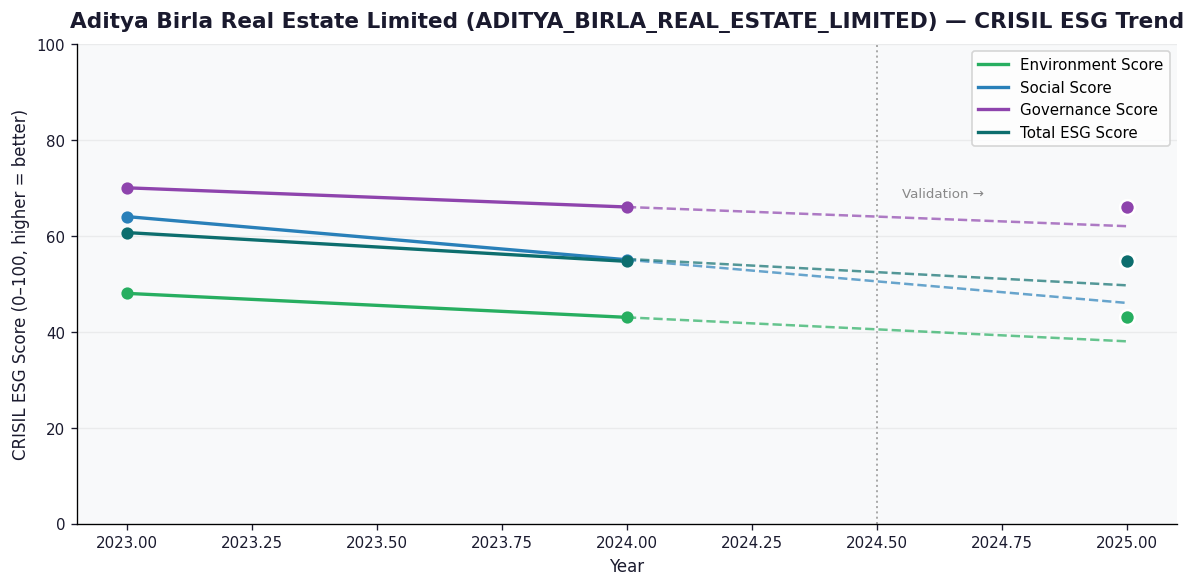 Aditya Birla Real Estate Limited (ADITYA_BIRLA_REAL_ESTATE_LIMITED) — CRISIL ESG Trend
CRISIL ESG Score (0–100, higher = better)
100
80
60
40
20
0
Environment Score
Social Score
Governance Score
Total ESG Score
Validation →
2023.00 2023.25 2023.50 2023.75 2024.00 2024.25 2024.50 2024.75 2025.00
Year